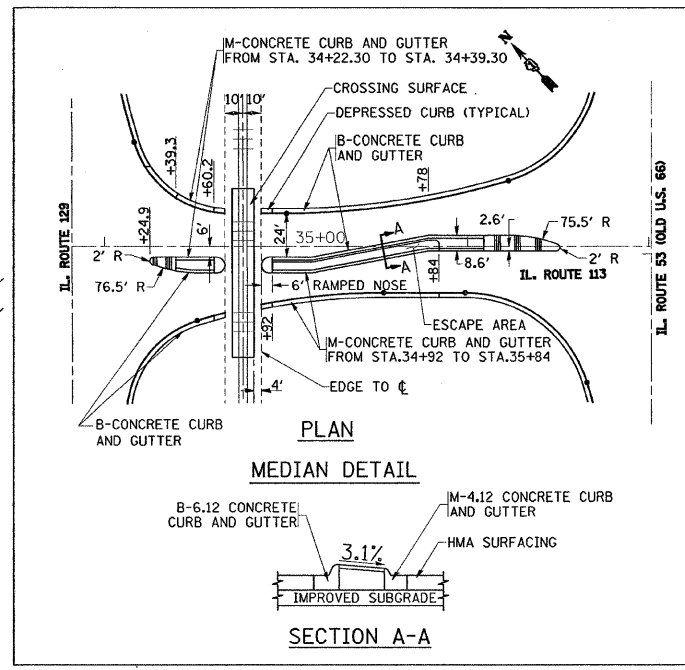 M-CONCRETE CURB AND GUTTER
FROM STA. 34+22.30 TO STA. 34+39.30
N
10' 10'
CROSSING SURFACE
DEPRESSED CURB (TYPICAL)
B-CONCRETE CURB
AND GUTTER
+39.3
+60.2
+78
+24.9
6'
24'
35+00
A
2.6'
75.5' R
IL. ROUTE 129
IL. ROUTE 53 (OLD U.S. 66)
2' R
76.5' R
A
+84
8.6'
2' R
IL. ROUTE 113
6'
RAMPED NOSE
ESCAPE AREA
+92
M-CONCRETE CURB AND GUTTER
FROM STA.34+92 TO STA.35+84
EDGE TO ℄
4'
B-CONCRETE CURB
AND GUTTER
PLAN
MEDIAN DETAIL
B-6.12 CONCRETE
CURB AND GUTTER
M-4.12 CONCRETE CURB
AND GUTTER
3.1%
HMA SURFACING
IMPROVED SUBGRADE
SECTION A-A